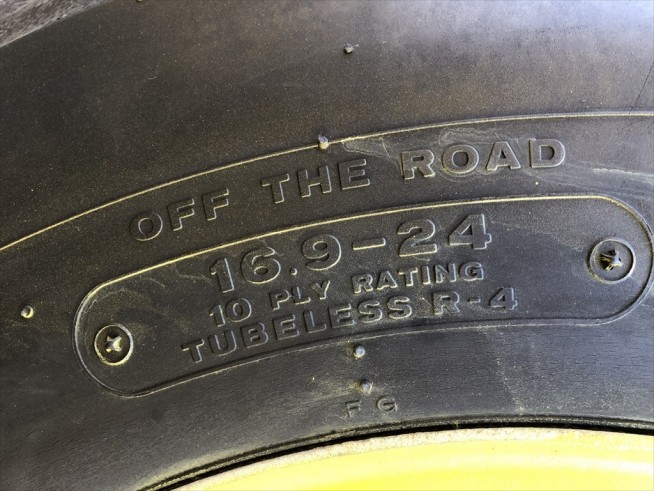 OFF THE ROAD
16.9-24
10 PLY RATING
TUBELESS R-4
F G